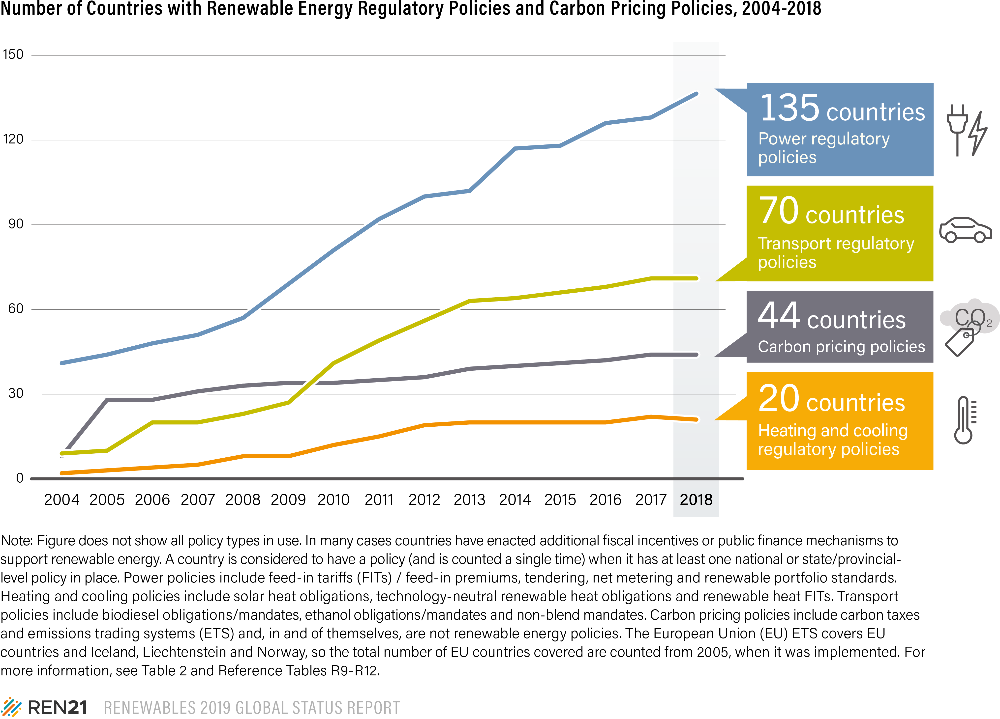 Number of Countries with Renewable Energy Regulatory Policies and Carbon Pricing Policies, 2004-2018
150
120
90
60
30
0
2004 2005 2006 2007 2008 2009 2010 2011 2012 2013 2014 2015 2016 2017 2018
135 countries
Power regulatory
policies
70 countries
Transport regulatory
policies
44 countries
Carbon pricing policies
CO₂
20 countries
Heating and cooling
regulatory policies
Note: Figure does not show all policy types in use. In many cases countries have enacted additional fiscal incentives or public finance mechanisms to
support renewable energy. A country is considered to have a policy (and is counted a single time) when it has at least one national or state/provincial-
level policy in place. Power policies include feed-in tariffs (FITs) / feed-in premiums, tendering, net metering and renewable portfolio standards.
Heating and cooling policies include solar heat obligations, technology-neutral renewable heat obligations and renewable heat FITs. Transport
policies include biodiesel obligations/mandates, ethanol obligations/mandates and non-blend mandates. Carbon pricing policies include carbon taxes
and emissions trading systems (ETS) and, in and of themselves, are not renewable energy policies. The European Union (EU) ETS covers EU
countries and Iceland, Liechtenstein and Norway, so the total number of EU countries covered are counted from 2005, when it was implemented. For
more information, see Table 2 and Reference Tables R9-R12.
REN21 RENEWABLES 2019 GLOBAL STATUS REPORT